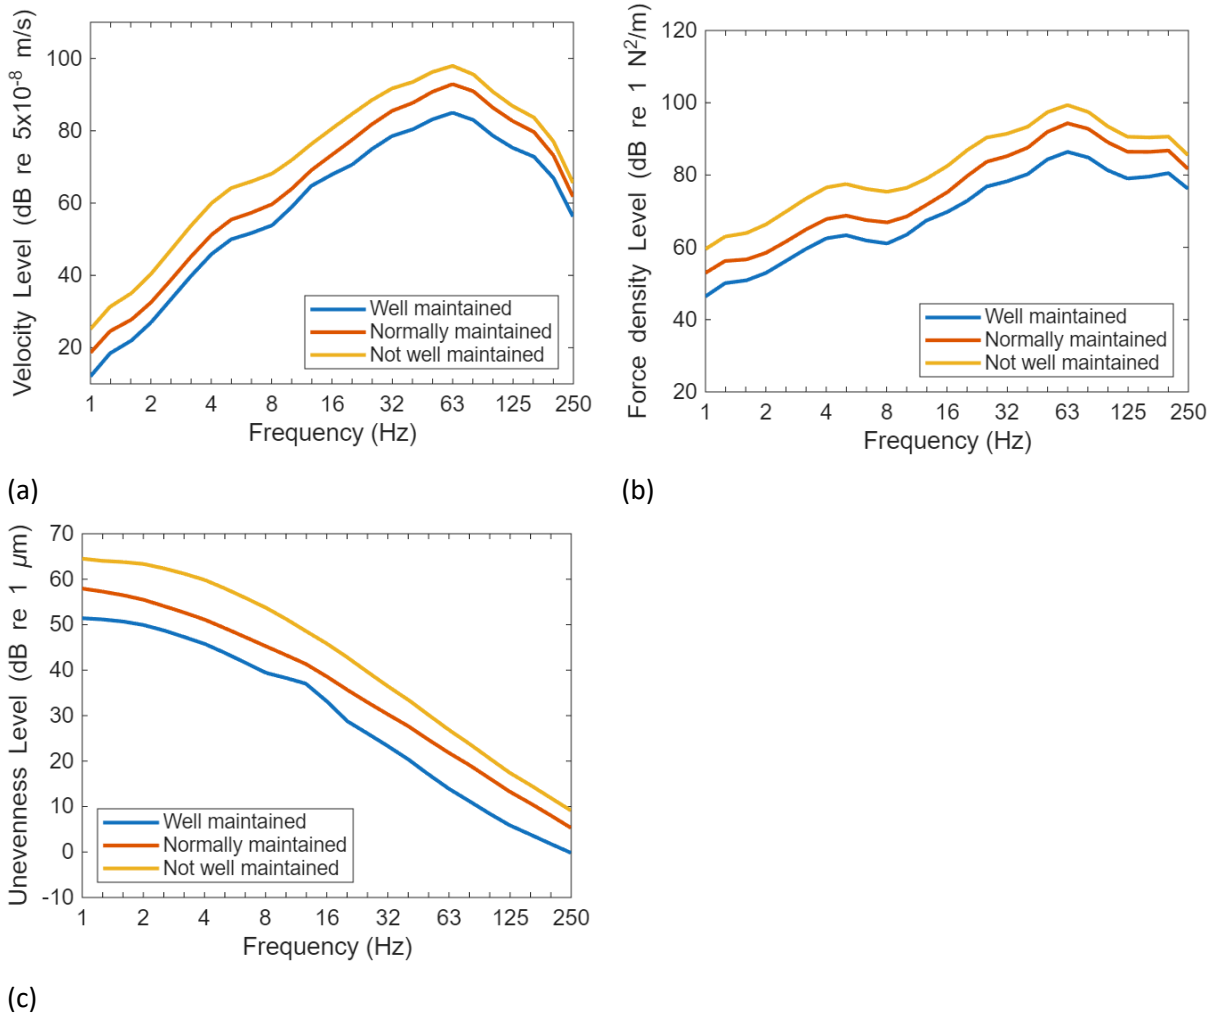 Velocity Level (dB re 5x10⁻⁸ m/s)
100
80
60
40
20
Well maintained
Normally maintained
Not well maintained
1 2 4 8 16 32 63 125 250
Frequency (Hz)
(a)
Force density Level (dB re 1 N²/m)
120
100
80
60
40
20
Well maintained
Normally maintained
Not well maintained
1 2 4 8 16 32 63 125 250
Frequency (Hz)
(b)
Unevenness Level (dB re 1 µm)
70
60
50
40
30
20
10
0
-10
Well maintained
Normally maintained
Not well maintained
1 2 4 8 16 32 63 125 250
Frequency (Hz)
(c)